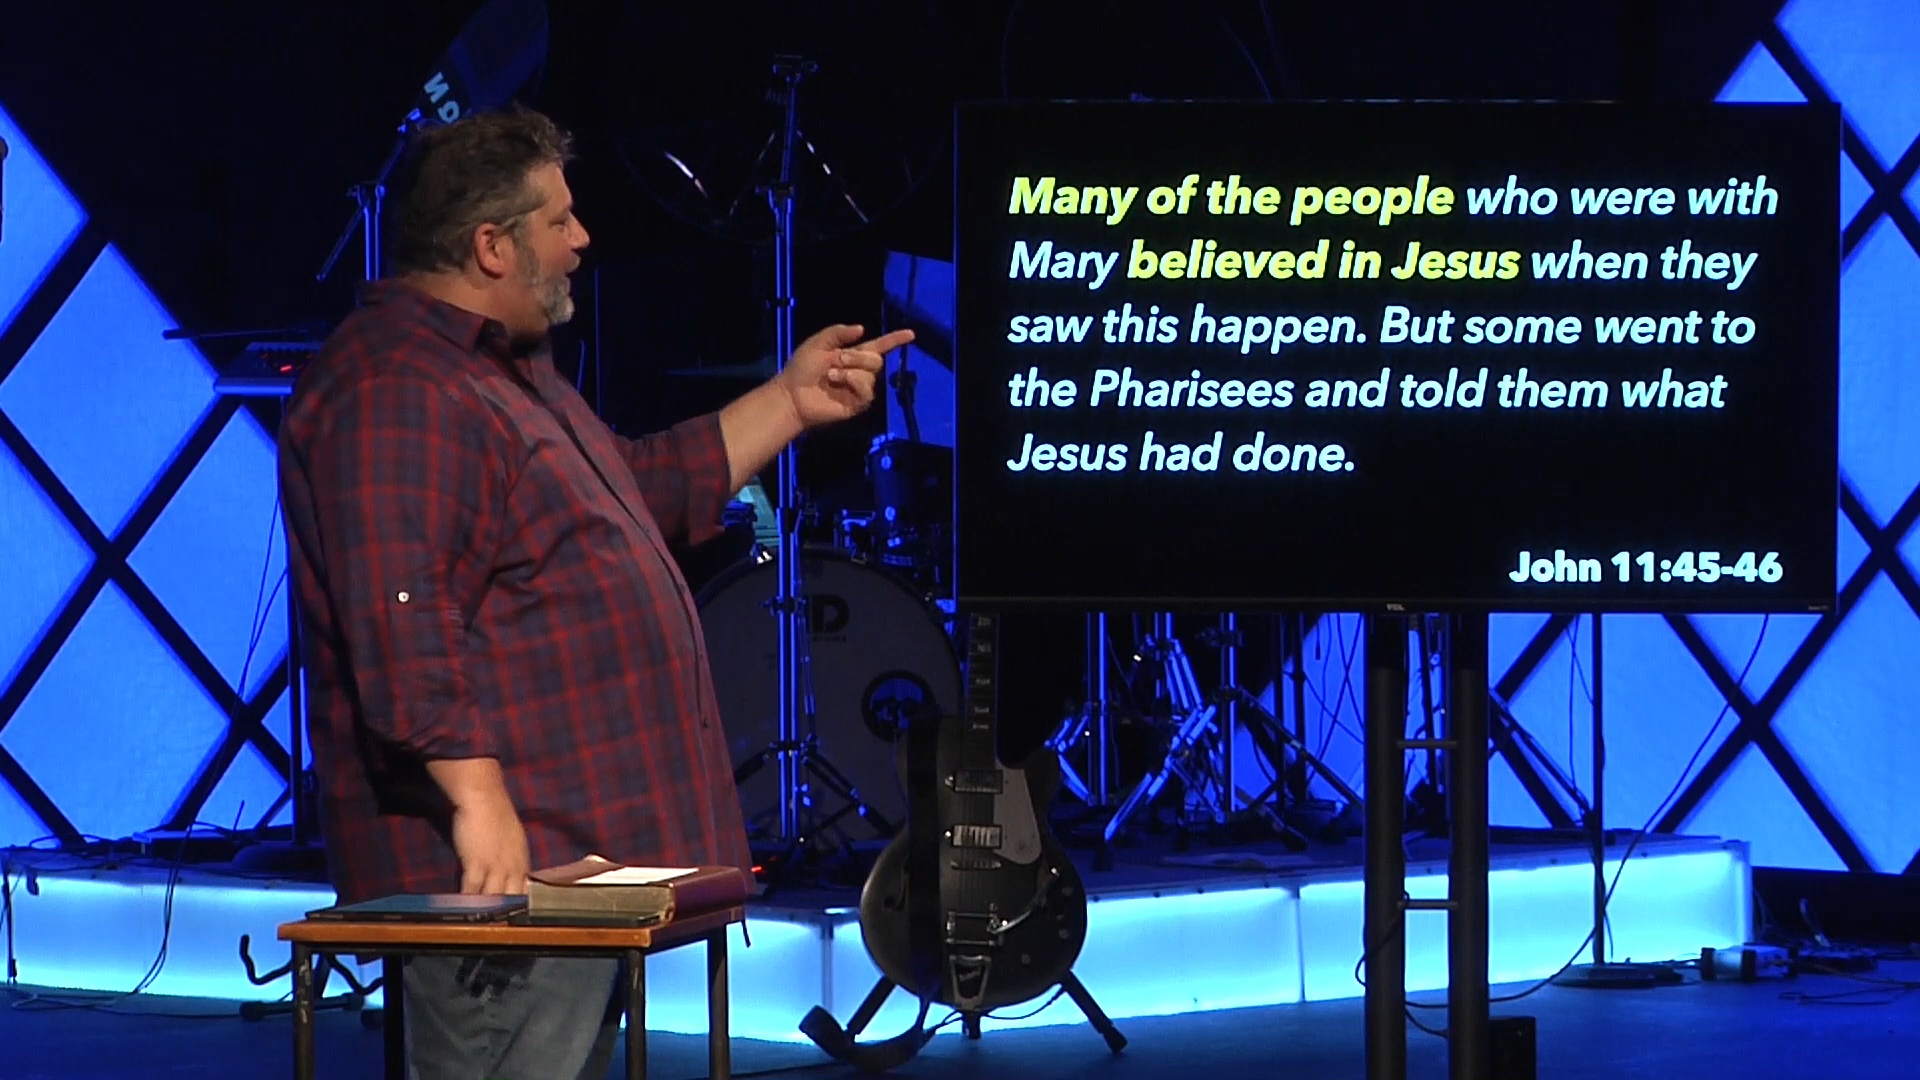 Many of the people who were with
Mary believed in Jesus when they
saw this happen. But some went to
the Pharisees and told them what
Jesus had done.
John 11:45-46
TCL